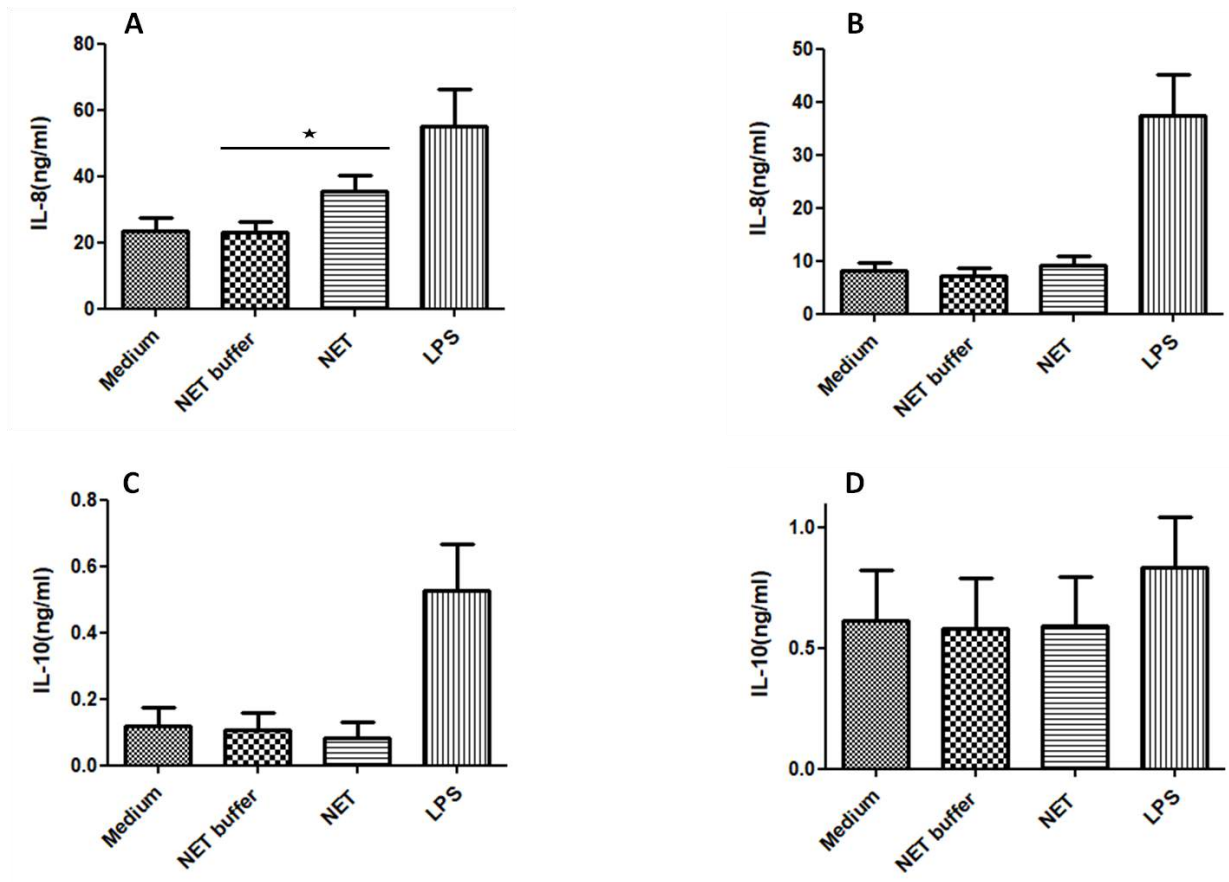 A
IL-8(ng/ml)
80
60
40
20
0
★
Medium
NET buffer
NET
LPS
B
IL-8(ng/ml)
50
40
30
20
10
0
Medium
NET buffer
NET
LPS
C
IL-10(ng/ml)
0.8
0.6
0.4
0.2
0.0
Medium
NET buffer
NET
LPS
D
IL-10(ng/ml)
1.0
0.5
0.0
Medium
NET buffer
NET
LPS